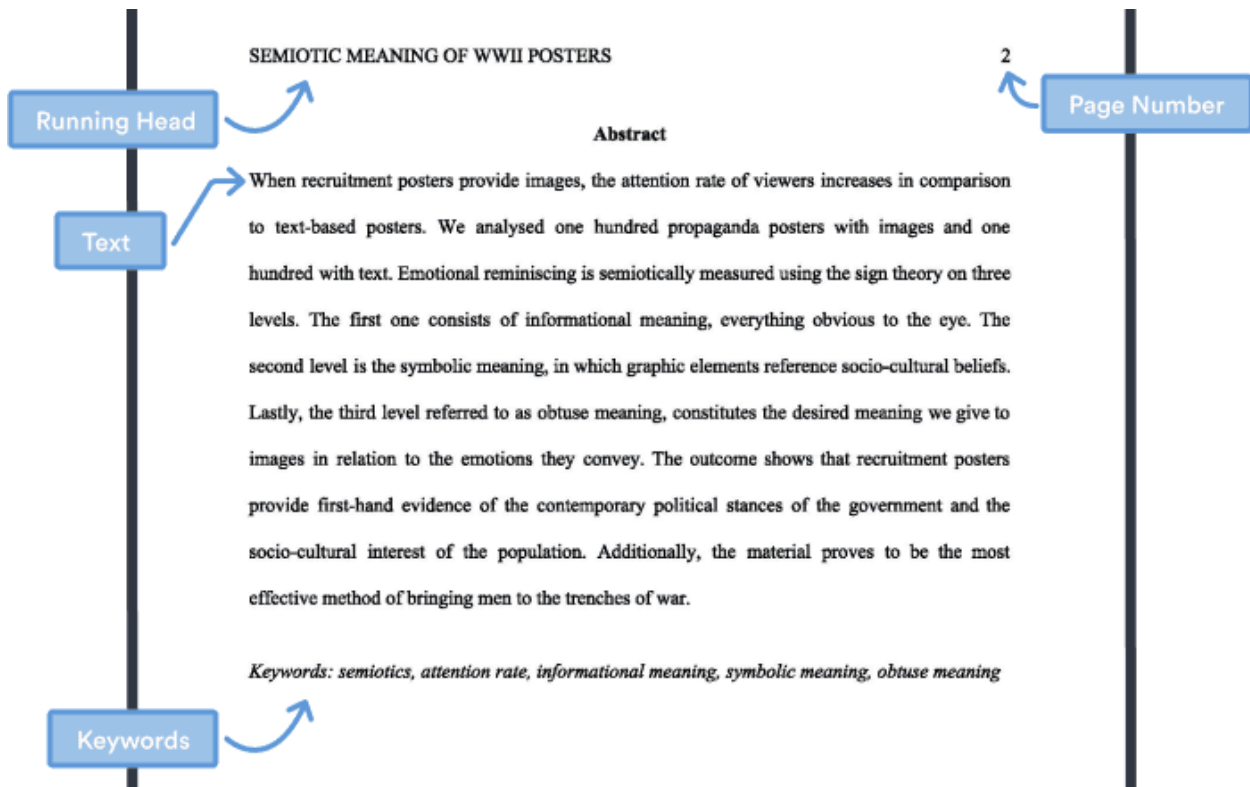 SEMIOTIC MEANING OF WWII POSTERS 2
Running Head
Page Number
Abstract
When recruitment posters provide images, the attention rate of viewers increases in comparison
Text
to text-based posters. We analysed one hundred propaganda posters with images and one
hundred with text. Emotional reminiscing is semiotically measured using the sign theory on three
levels. The first one consists of informational meaning, everything obvious to the eye. The
second level is the symbolic meaning, in which graphic elements reference socio-cultural beliefs.
Lastly, the third level referred to as obtuse meaning, constitutes the desired meaning we give to
images in relation to the emotions they convey. The outcome shows that recruitment posters
provide first-hand evidence of the contemporary political stances of the government and the
socio-cultural interest of the population. Additionally, the material proves to be the most
effective method of bringing men to the trenches of war.
Keywords: semiotics, attention rate, informational meaning, symbolic meaning, obtuse meaning
Keywords